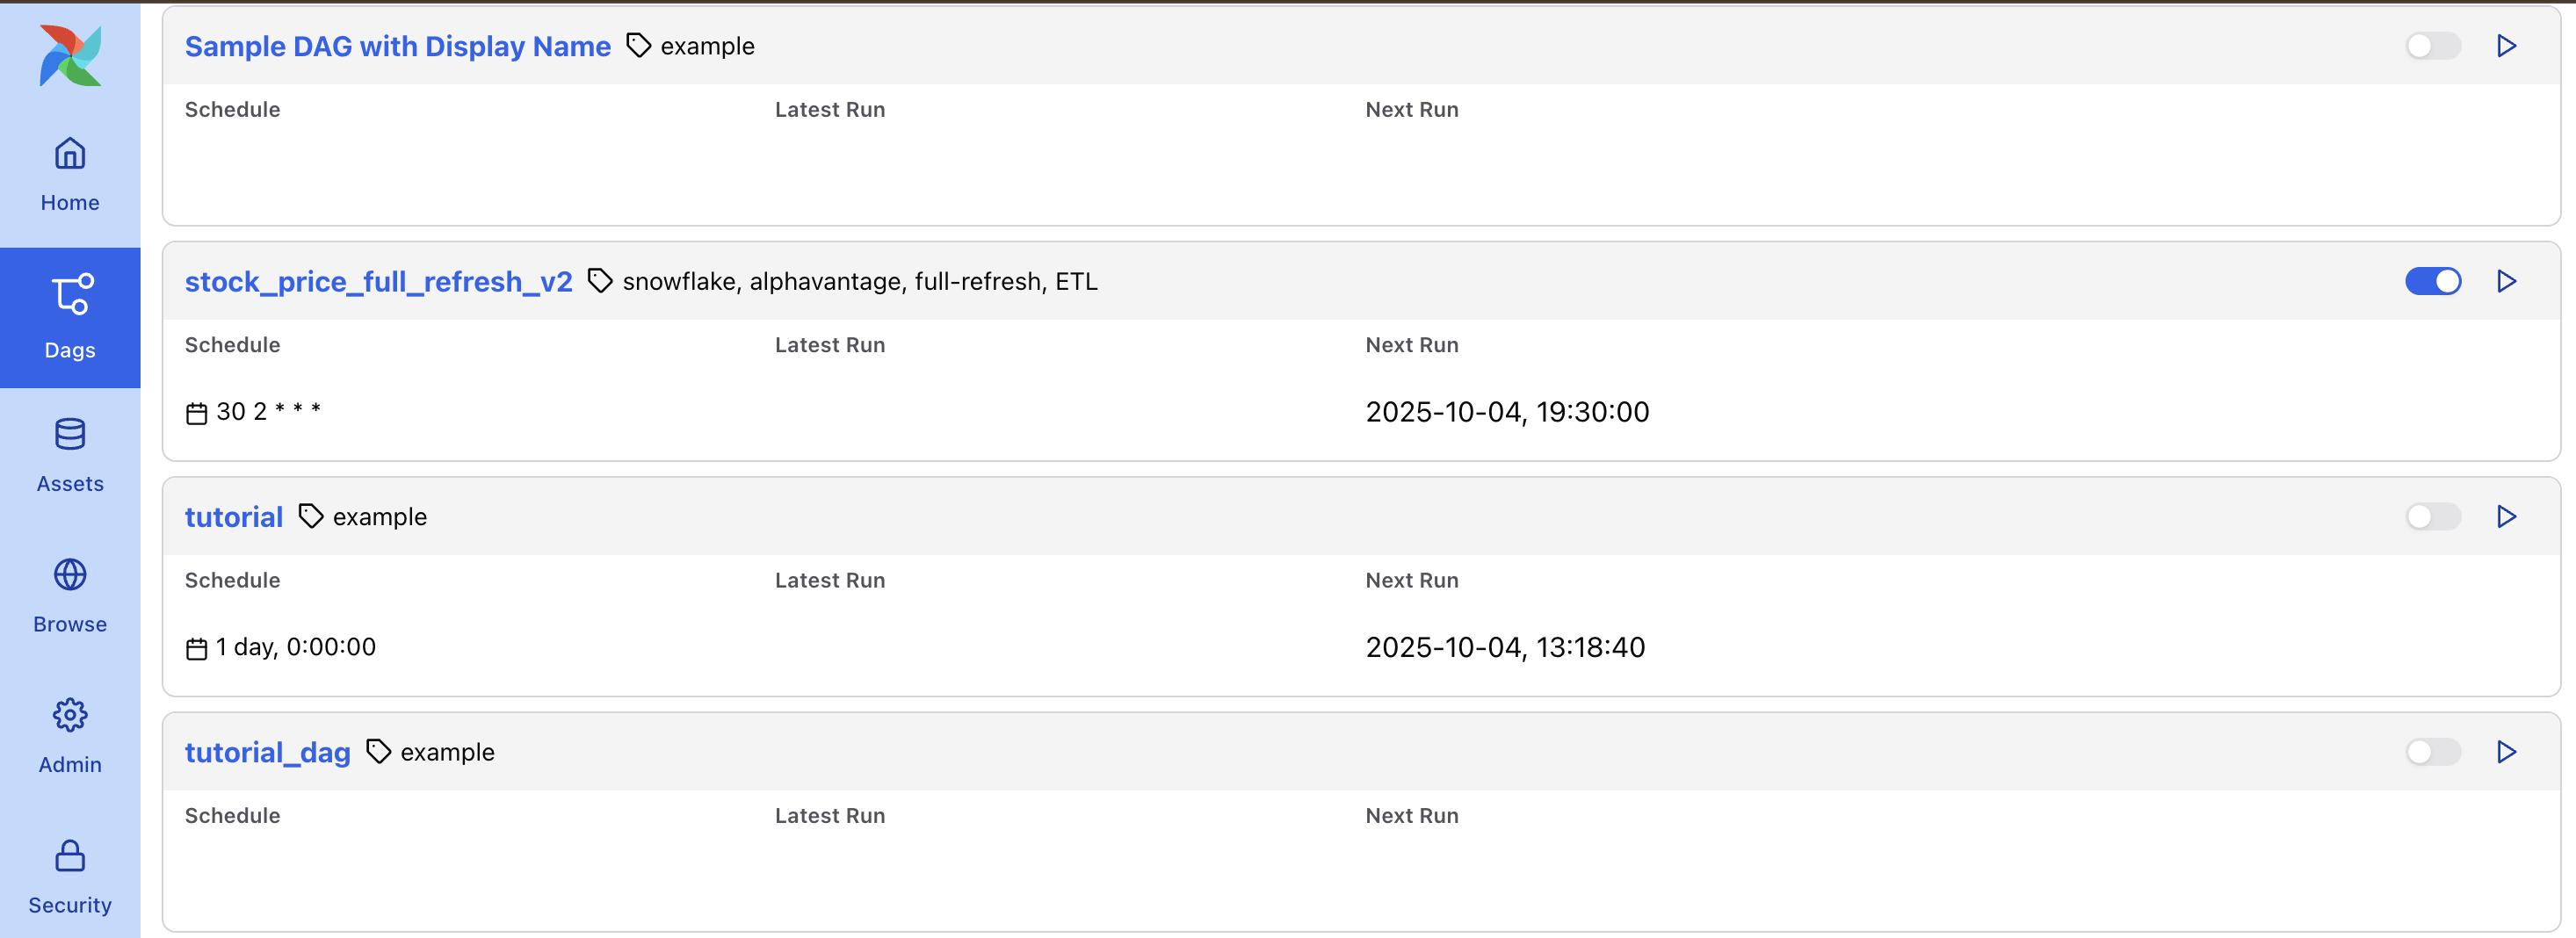 Sample DAG with Display Name example
Schedule Latest Run Next Run
Home
stock_price_full_refresh_v2 snowflake, alphavantage, full-refresh, ETL
Dags
Schedule Latest Run Next Run
30 2 * * * 2025-10-04, 19:30:00
Assets
tutorial example
Schedule Latest Run Next Run
Browse
1 day, 0:00:00 2025-10-04, 13:18:40
tutorial_dag example
Admin
Schedule Latest Run Next Run
Security